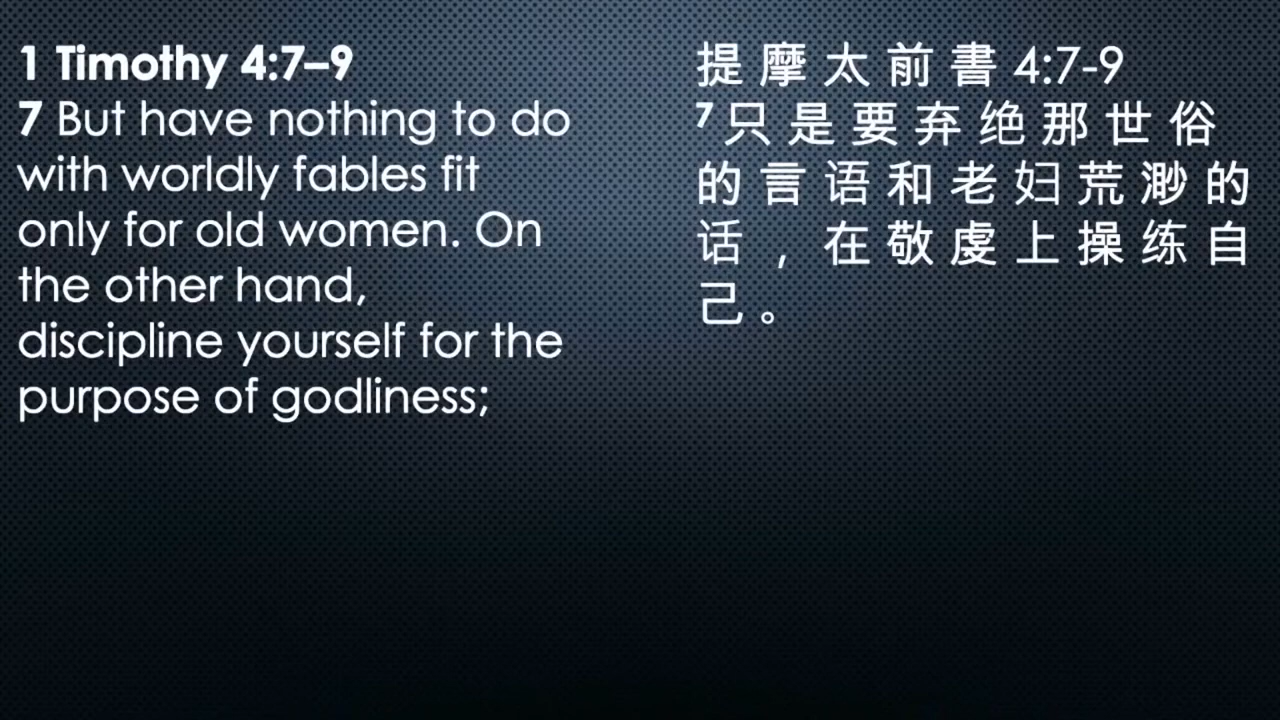 1 Timothy 4:7–9
7 But have nothing to do
with worldly fables fit
only for old women. On
the other hand,
discipline yourself for the
purpose of godliness;
提摩太前書 4:7-9
7 只是要弃绝那世俗
的言语和老妇荒渺的
话，在敬虔上操练自
己。